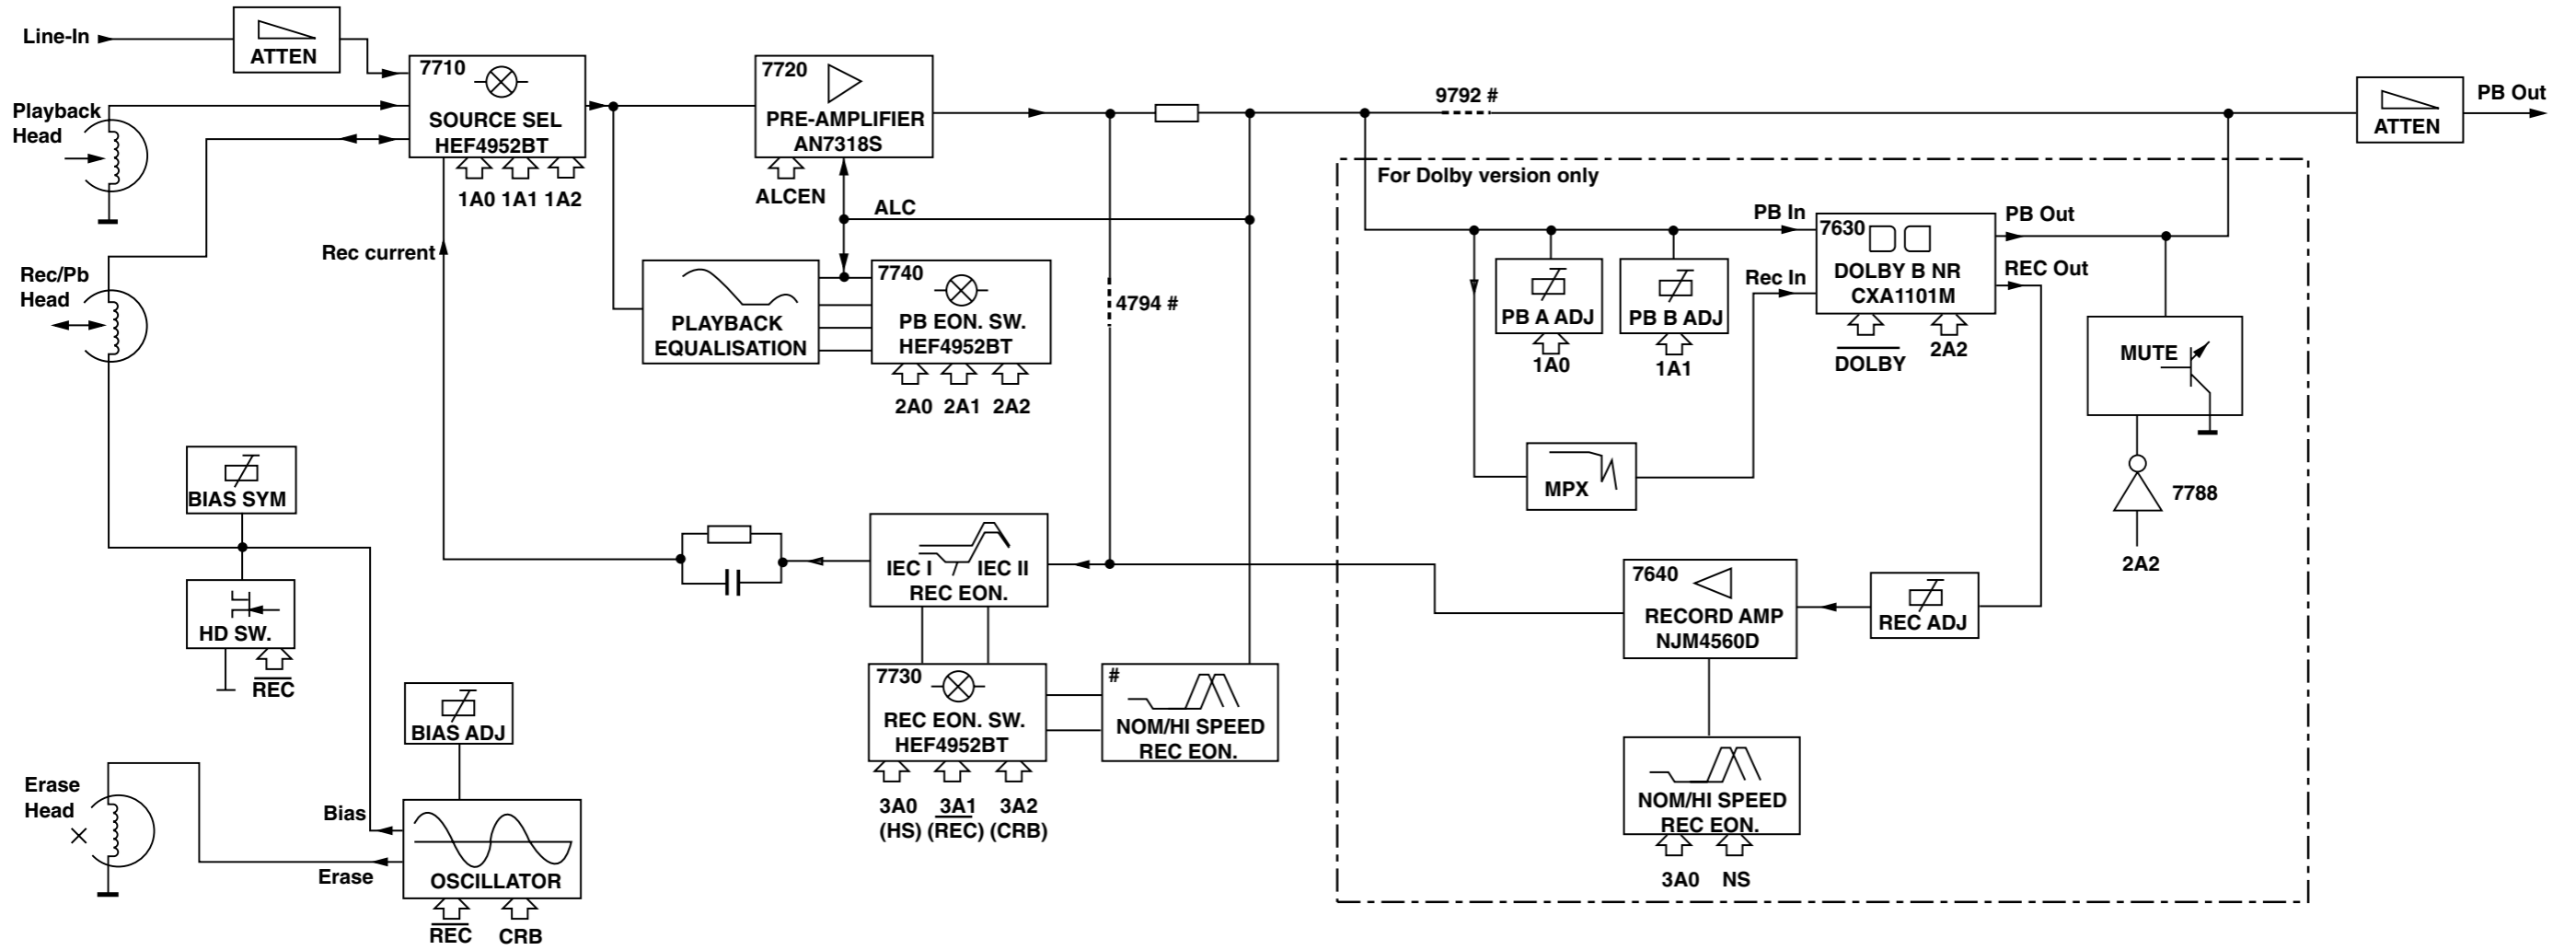 Line-In
ATTEN
7710
SOURCE SEL
HEF4952BT
1A0 1A1 1A2
Playback
Head
Rec/Pb
Head
Rec current
7720
PRE-AMPLIFIER
AN7318S
ALCEN
ALC
PLAYBACK
EQUALISATION
7740
PB EON. SW.
HEF4952BT
2A0 2A1 2A2
4794 #
9792 #
ATTEN
PB Out
For Dolby version only
PB In
Rec In
7630
DOLBY B NR
CXA1101M
PB Out
REC Out
DOLBY
2A2
PB A ADJ
1A0
PB B ADJ
1A1
MPX
MUTE
7788
2A2
BIAS SYM
HD SW.
REC
IEC I IEC II
REC EON.
7730
REC EON. SW.
HEF4952BT
3A0 3A1 3A2
(HS) (REC) (CRB)
#
NOM/HI SPEED
REC EON.
7640
RECORD AMP
NJM4560D
REC ADJ
NOM/HI SPEED
REC EON.
3A0 NS
BIAS ADJ
Erase
Head
Bias
Erase
OSCILLATOR
REC CRB